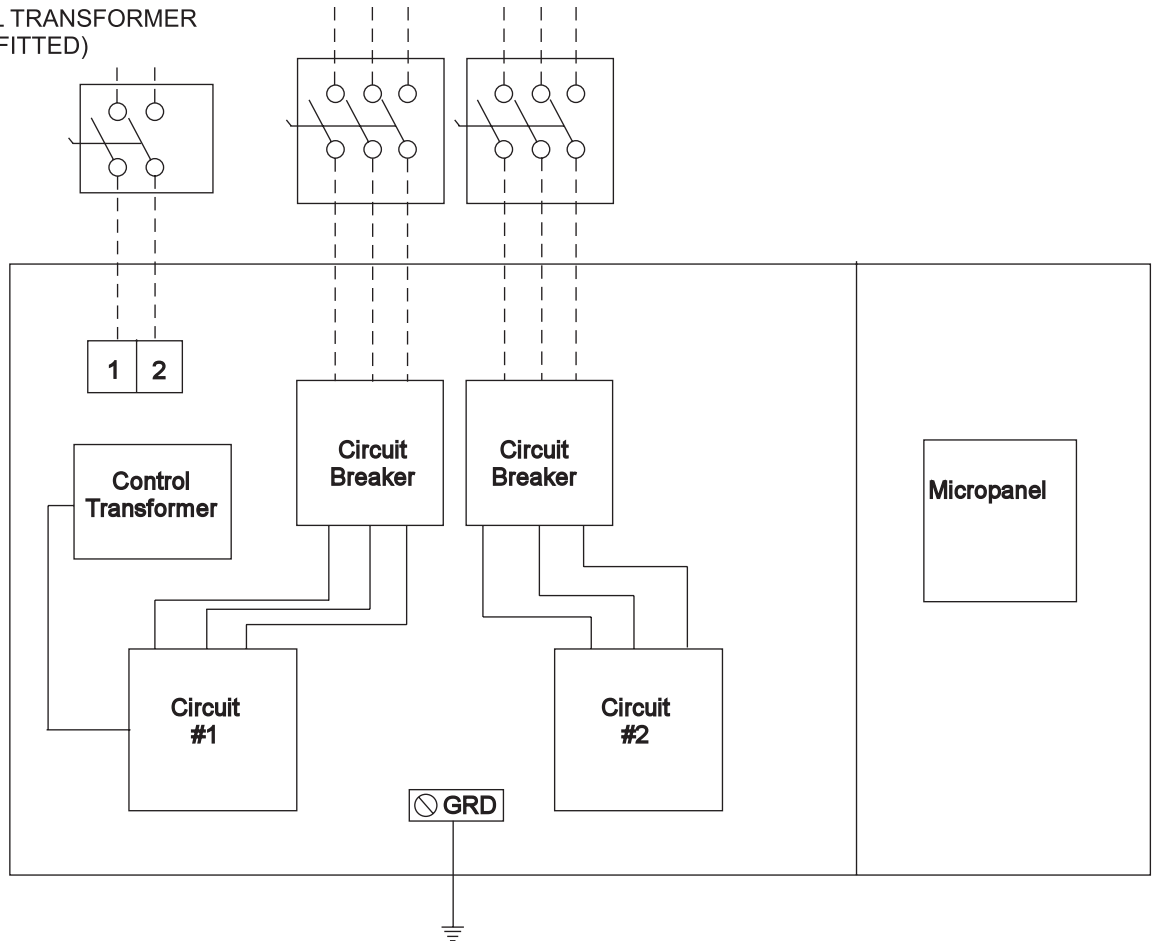 L TRANSFORMER
FITTED)
1 2
Circuit
Breaker
Circuit
Breaker
Control
Transformer
Micropanel
Circuit
#1
Circuit
#2
GRD